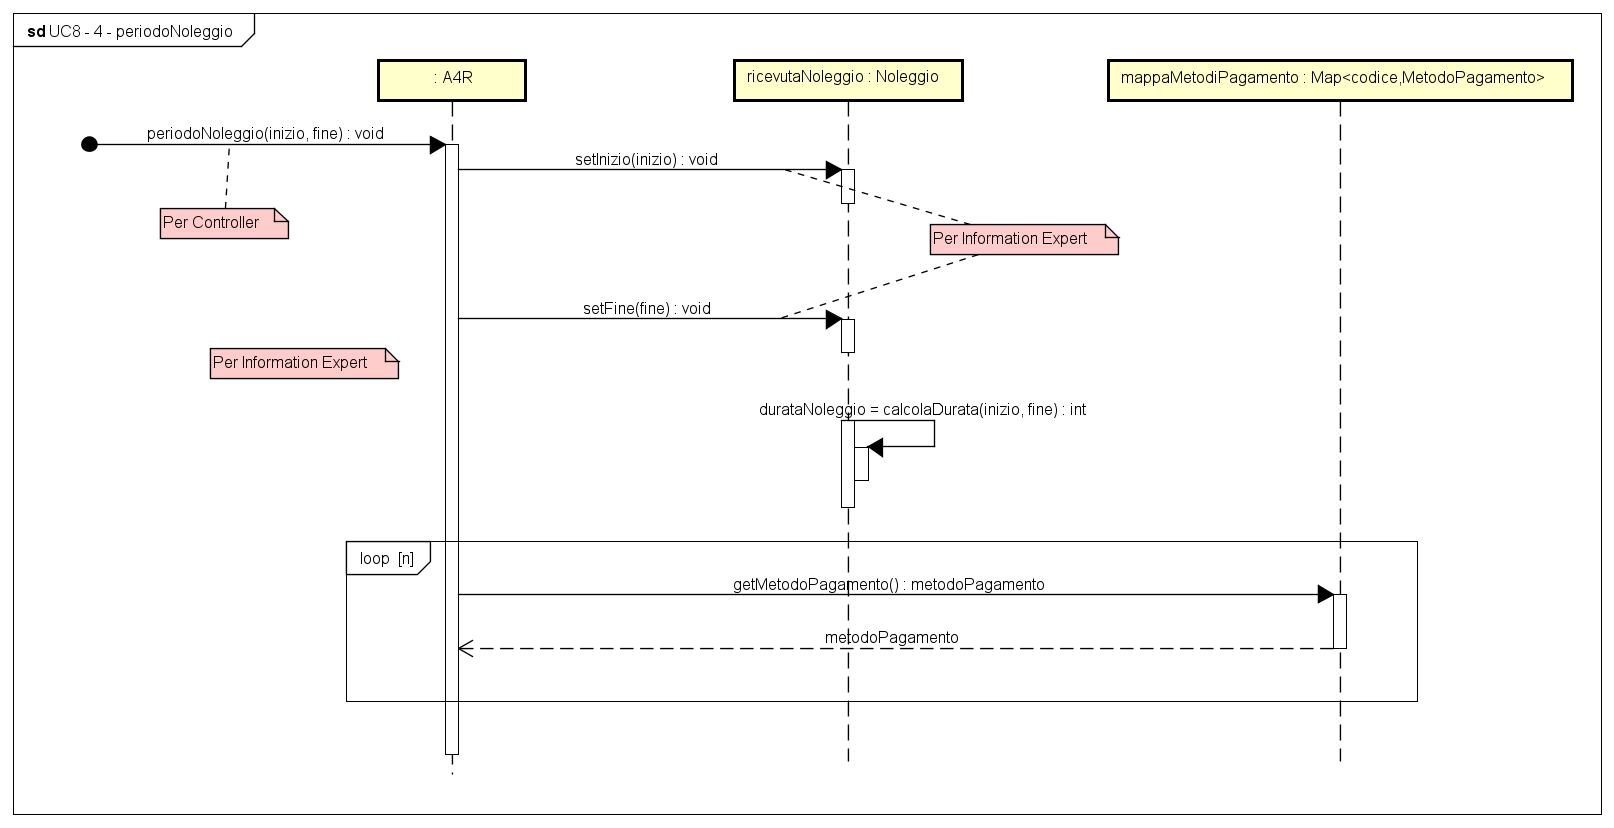 sd UC8 - 4 - periodoNoleggio
: A4R
ricevutaNoleggio : Noleggio
mappaMetodiPagamento : Map<codice,MetodoPagamento>
periodoNoleggio(inizio, fine) : void
setInizio(inizio) : void
Per Controller
Per Information Expert
setFine(fine) : void
Per Information Expert
durataNoleggio = calcolaDurata(inizio, fine) : int
loop [n]
getMetodoPagamento() : metodoPagamento
metodoPagamento